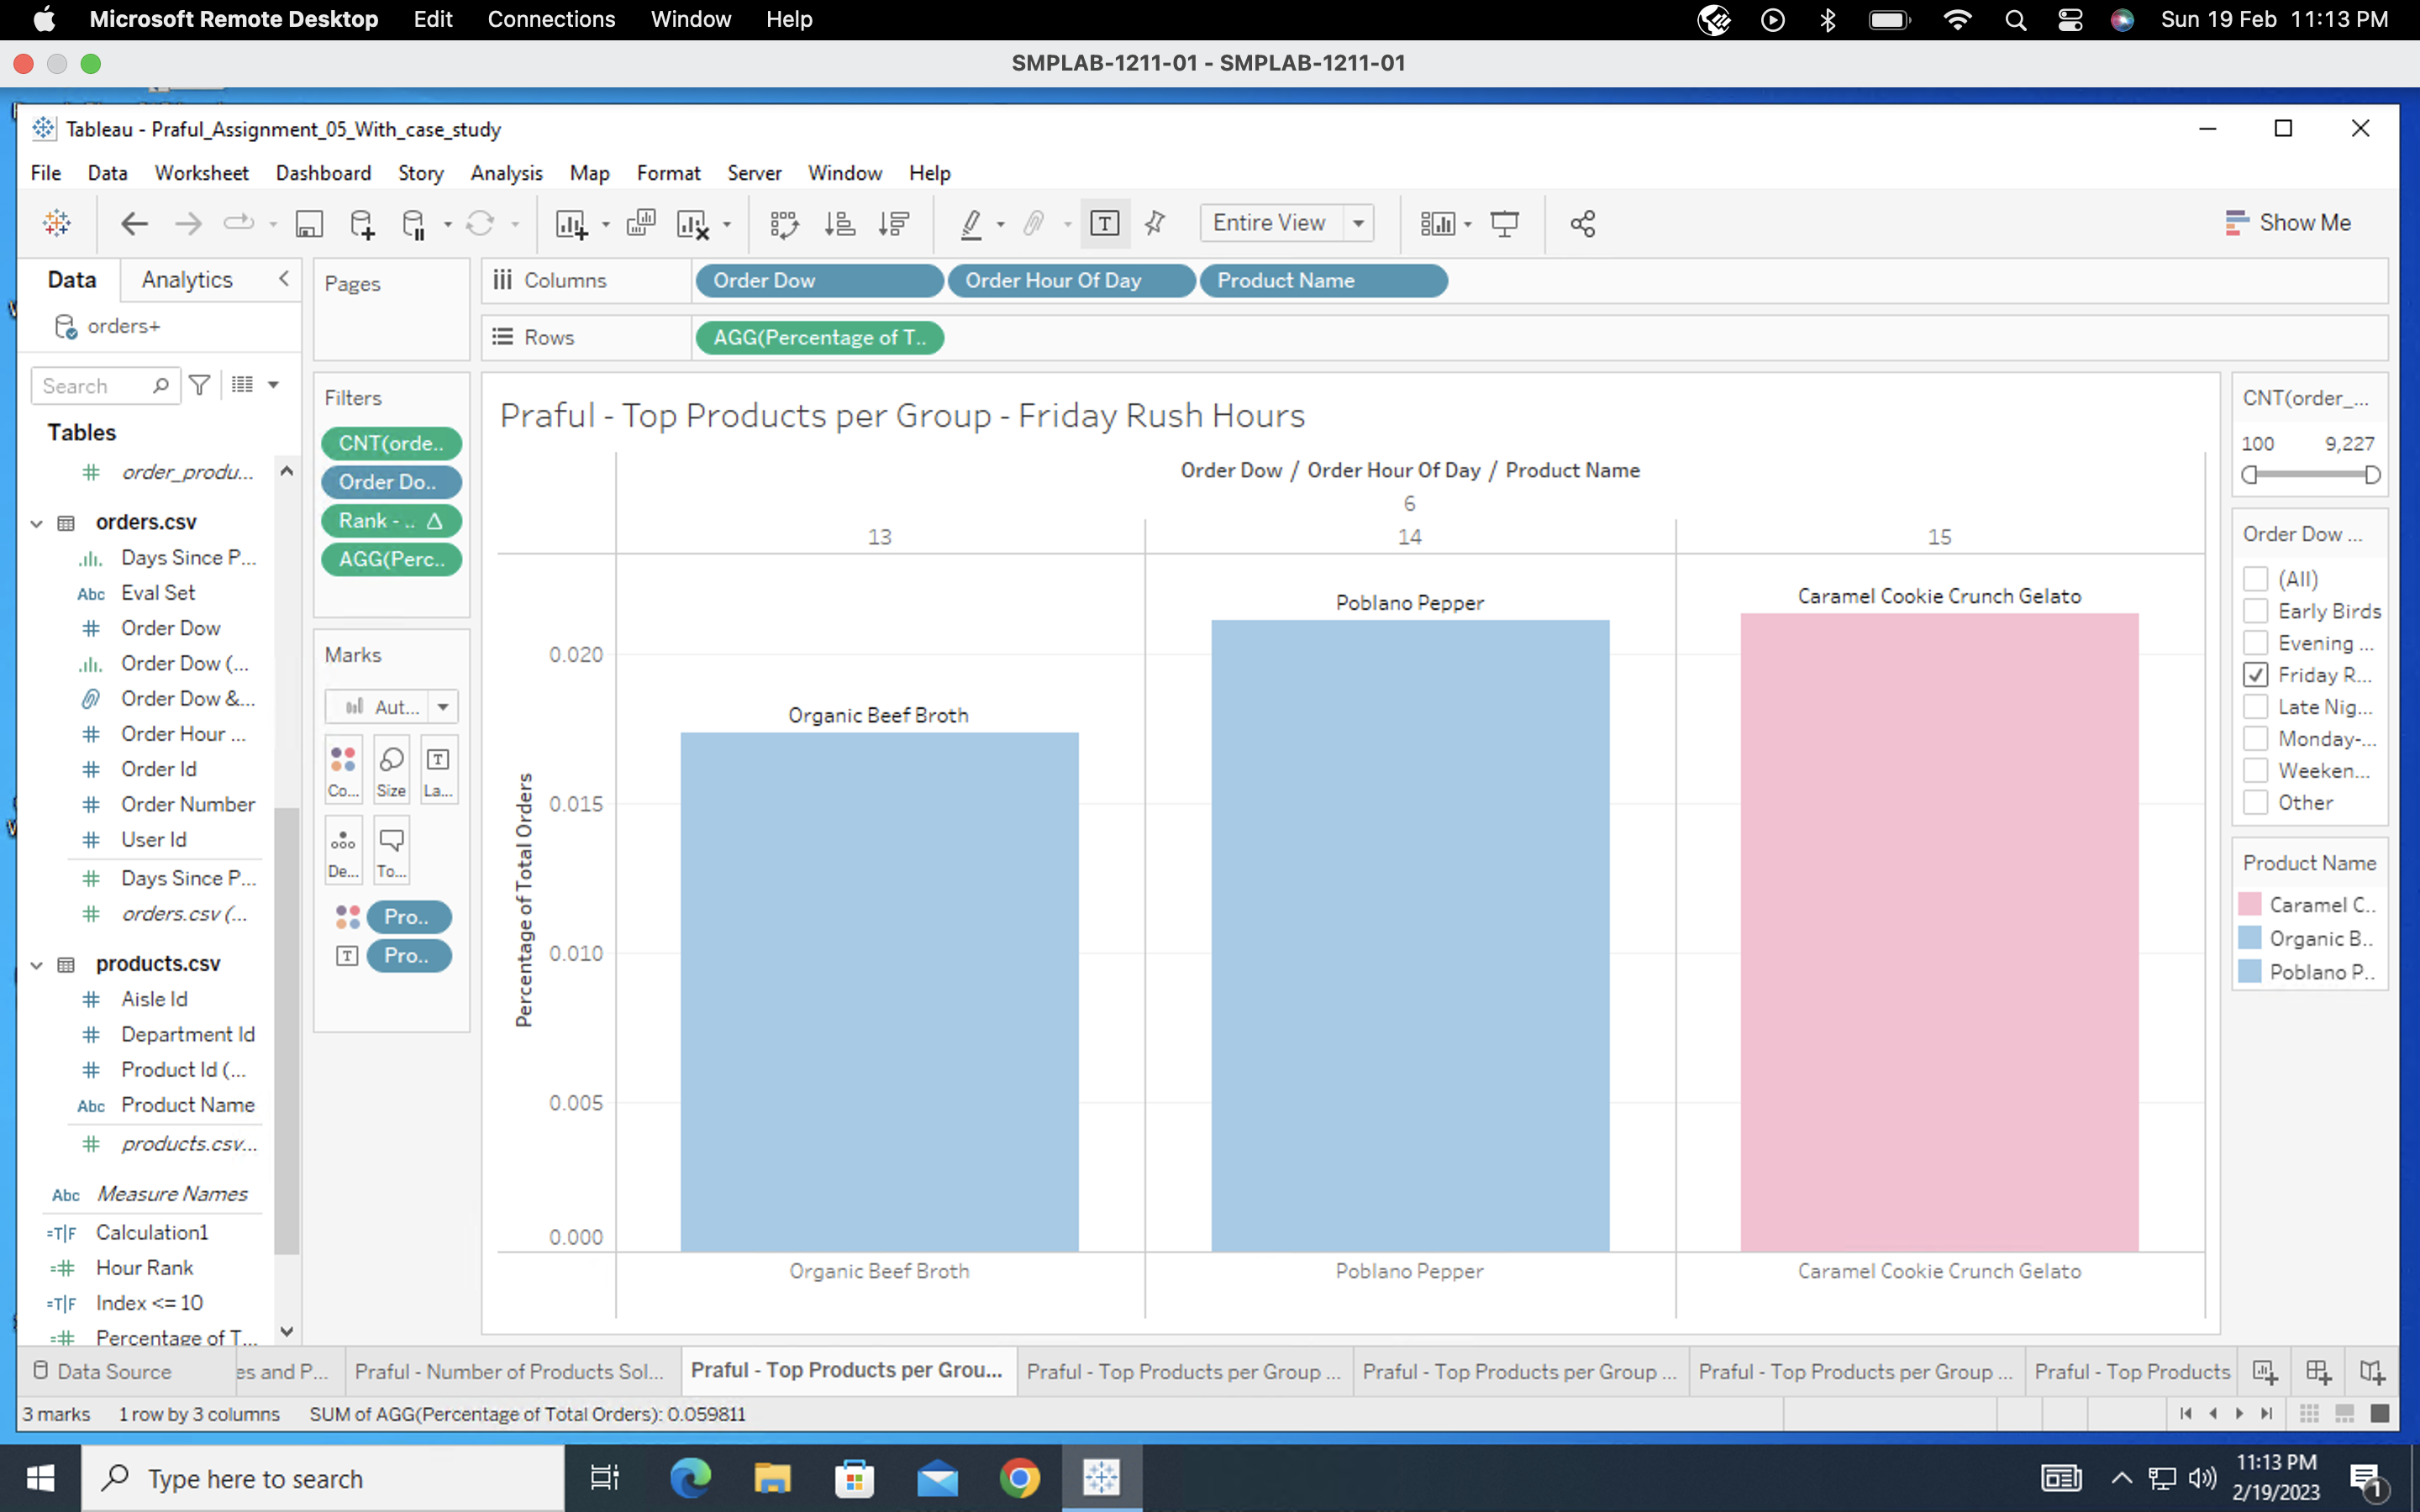 Microsoft Remote Desktop Edit Connections Window Help Sun 19 Feb 11:13 PM
SMPLAB-1211-01 - SMPLAB-1211-01
Tableau - Praful_Assignment_05_With_case_study
File Data Worksheet Dashboard Story Analysis Map Format Server Window Help
Entire View
Show Me
Data Analytics
orders+
Search
Tables
order_produ...
orders.csv
Days Since P...
Abc Eval Set
Order Dow
Order Dow (...
Order Dow &...
Order Hour ...
Order Id
Order Number
User Id
Days Since P...
orders.csv (...
products.csv
Aisle Id
Department Id
Product Id (...
Abc Product Name
products.csv...
Abc Measure Names
=T|F Calculation1
=# Hour Rank
=T|F Index <= 10
=# Percentage of T...
Pages
Filters
CNT(orde..
Order Do..
Rank - .. Δ
AGG(Perc..
Marks
Aut...
Co... Size La...
De... To...
Pro..
Pro..
Columns Order Dow Order Hour Of Day Product Name
Rows AGG(Percentage of T..
Praful - Top Products per Group - Friday Rush Hours
Order Dow / Order Hour Of Day / Product Name
6
13 14 15
Percentage of Total Orders
0.020
0.015
0.010
0.005
0.000
Organic Beef Broth
Poblano Pepper
Caramel Cookie Crunch Gelato
Organic Beef Broth Poblano Pepper Caramel Cookie Crunch Gelato
CNT(order_...
100 9,227
Order Dow ...
(All)
Early Birds
Evening ...
Friday R...
Late Nig...
Monday-...
Weeken...
Other
Product Name
Caramel C..
Organic B..
Poblano P..
Data Source es and P... Praful - Number of Products Sol... Praful - Top Products per Grou... Praful - Top Products per Group ... Praful - Top Products per Group ... Praful - Top Products per Group ... Praful - Top Products
3 marks 1 row by 3 columns SUM of AGG(Percentage of Total Orders): 0.059811
Type here to search
11:13 PM
2/19/2023
1